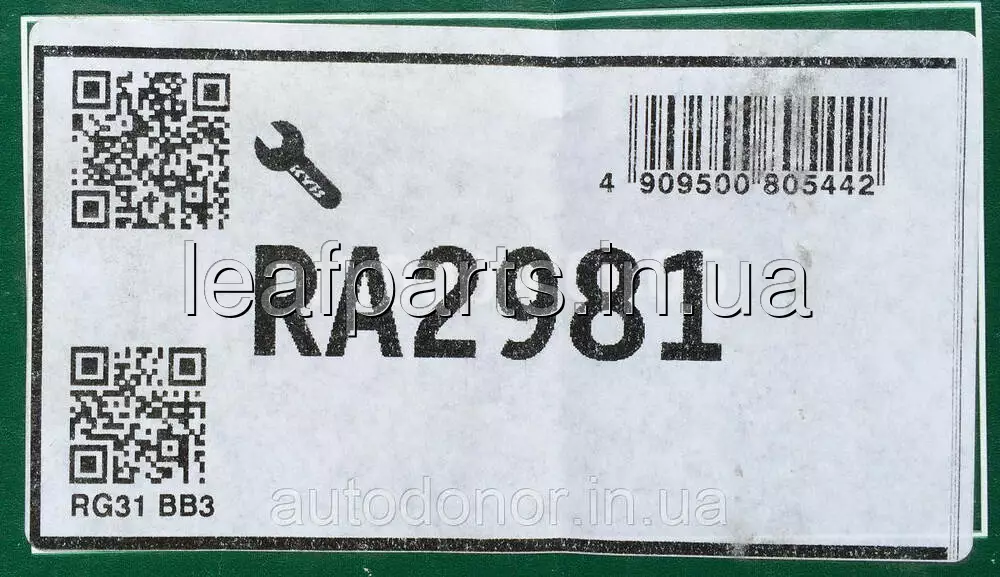 KYB
4 909500 805442
RA2981
leafparts.in.ua
RG31 BB3
autodonor.in.ua